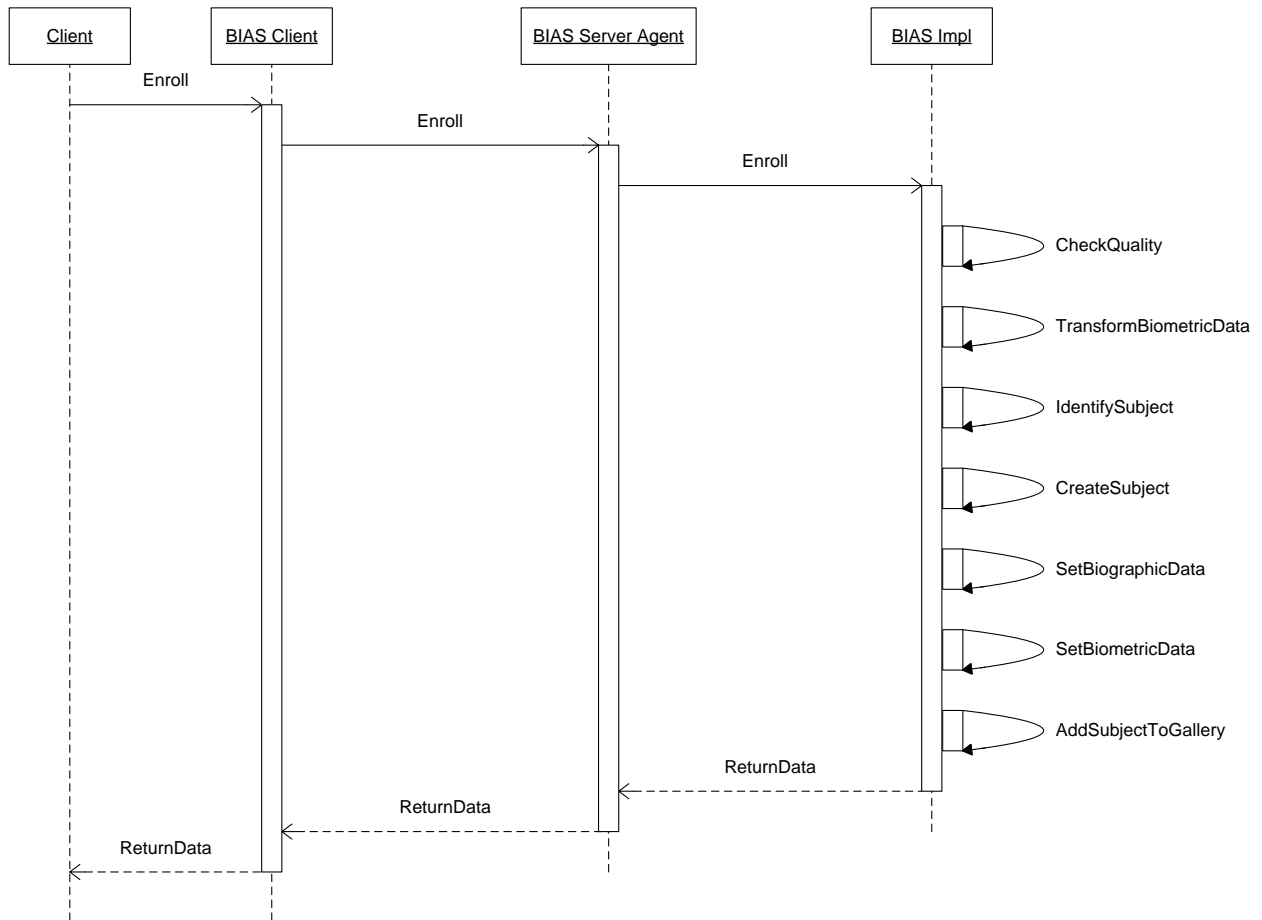 Client
BIAS Client
BIAS Server Agent
BIAS Impl
Enroll
Enroll
Enroll
CheckQuality
TransformBiometricData
IdentifySubject
CreateSubject
SetBiographicData
SetBiometricData
AddSubjectToGallery
ReturnData
ReturnData
ReturnData